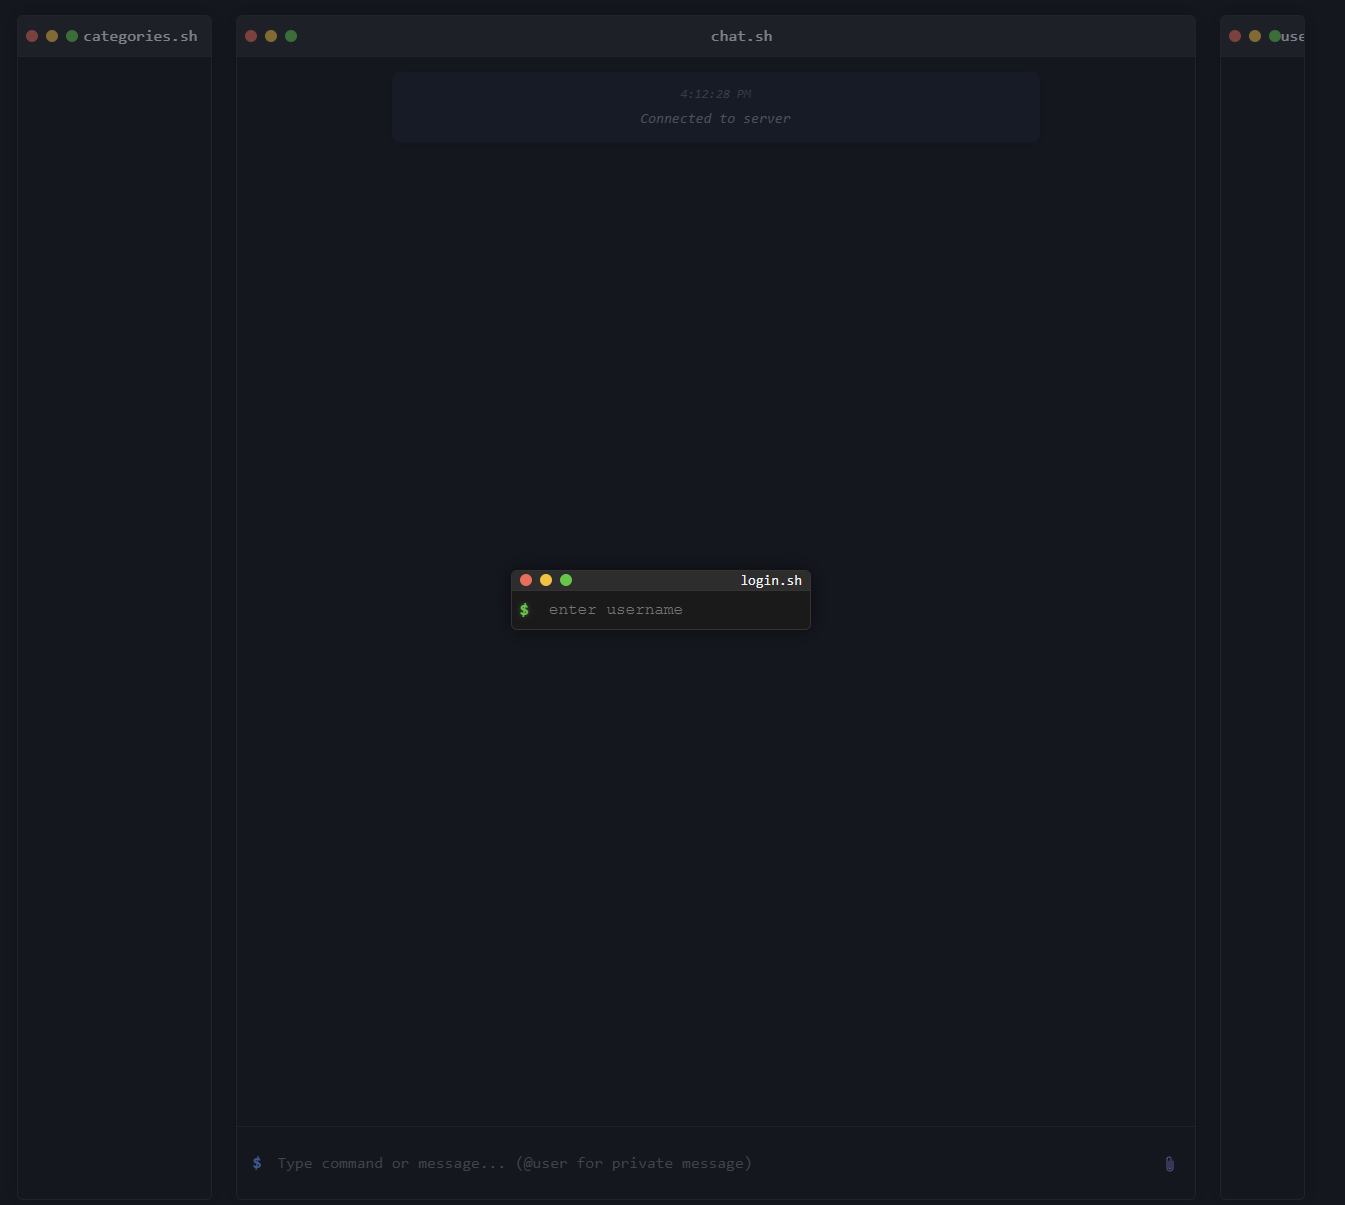 categories.sh
chat.sh
use
4:12:28 PM
Connected to server
login.sh
$ enter username
$ Type command or message... (@user for private message)